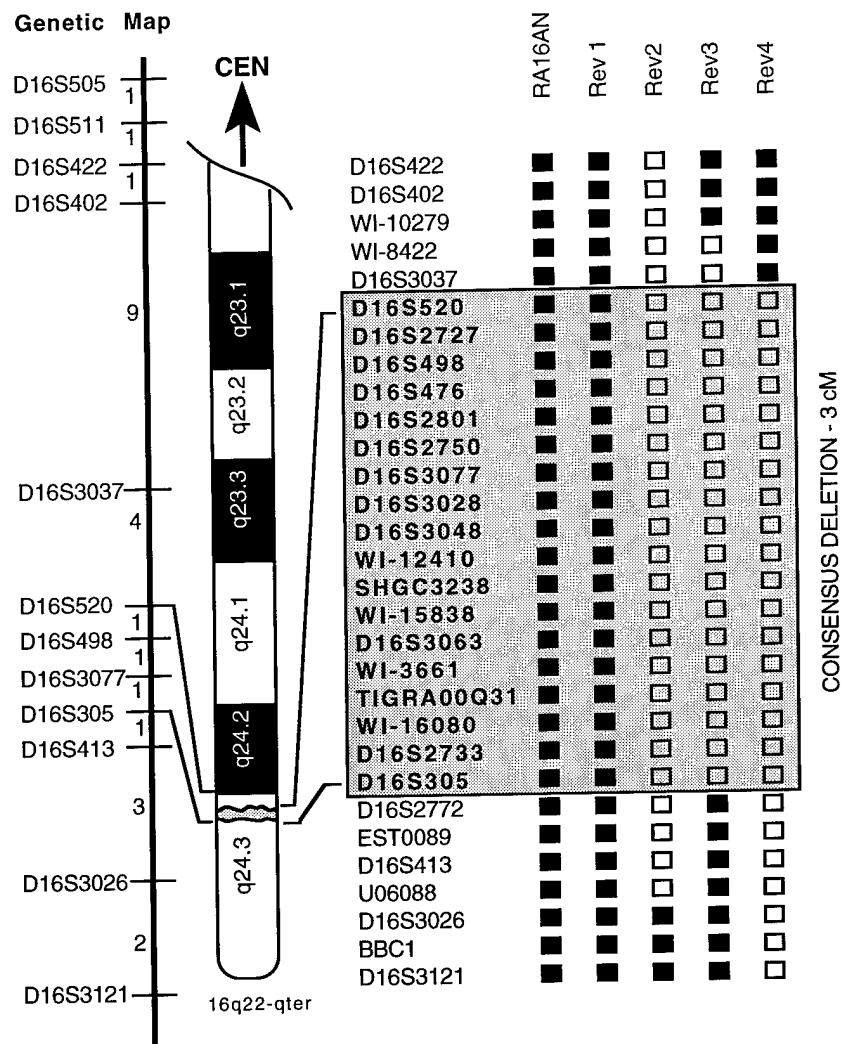 Genetic Map
D16S505
1
D16S511
1
D16S422
1
D16S402
9
D16S3037
4
D16S520
1
D16S498
1
D16S3077
1
D16S305
1
D16S413
3
D16S3026
2
D16S3121
CEN
q23.1
q23.2
q23.3
q24.1
q24.2
q24.3
16q22-qter
RA16AN
Rev 1
Rev2
Rev3
Rev4
D16S422
D16S402
WI-10279
WI-8422
D16S3037
D16S520
D16S2727
D16S498
D16S476
D16S2801
D16S2750
D16S3077
D16S3028
D16S3048
WI-12410
SHGC3238
WI-15838
D16S3063
WI-3661
TIGRA00Q31
WI-16080
D16S2733
D16S305
D16S2772
EST0089
D16S413
U06088
D16S3026
BBC1
D16S3121
CONSENSUS DELETION - 3 cM